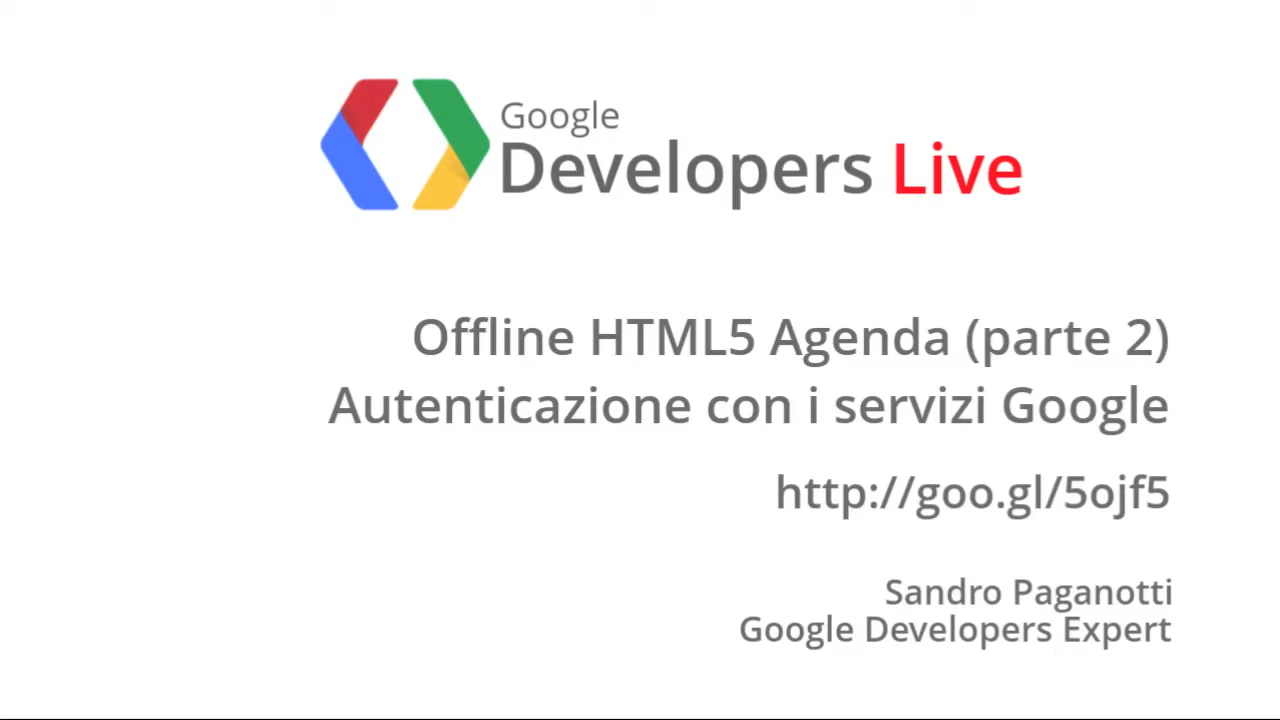 Google
Developers Live
Offline HTML5 Agenda (parte 2)
Autenticazione con i servizi Google
http://goo.gl/5ojf5
Sandro Paganotti
Google Developers Expert